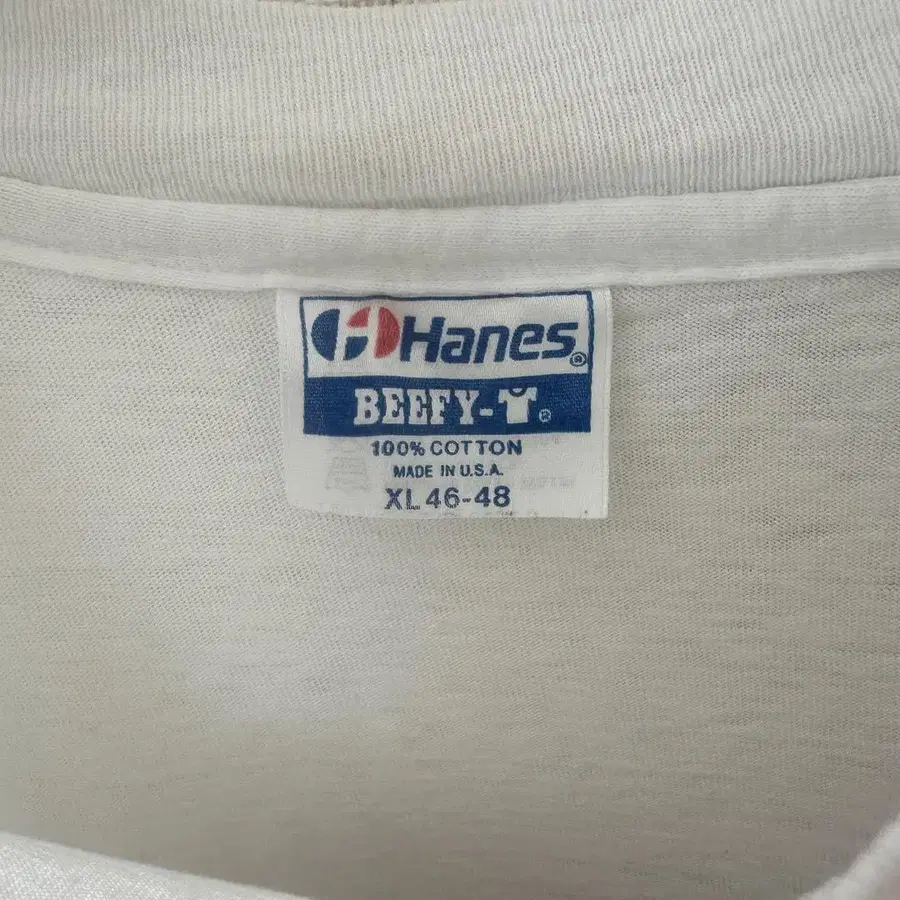 Hanes®
BEEFY-T®
100% COTTON
MADE IN U.S.A.
XL 46-48